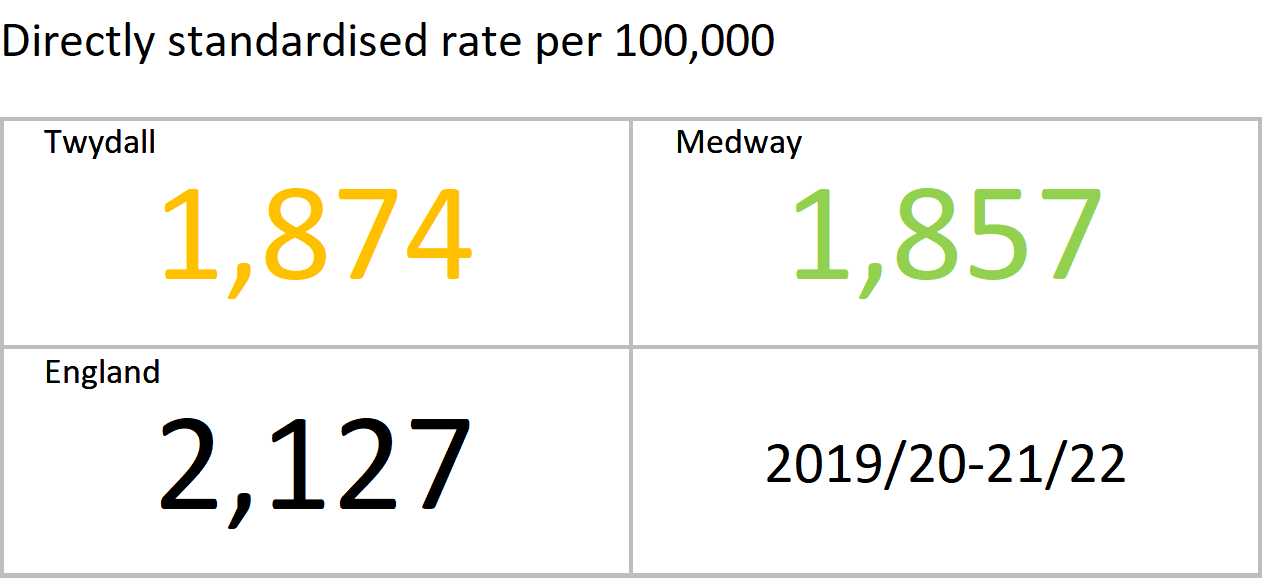 Directly standardised rate per 100,000
Twydall
1,874
Medway
1,857
England
2,127
2019/20-21/22